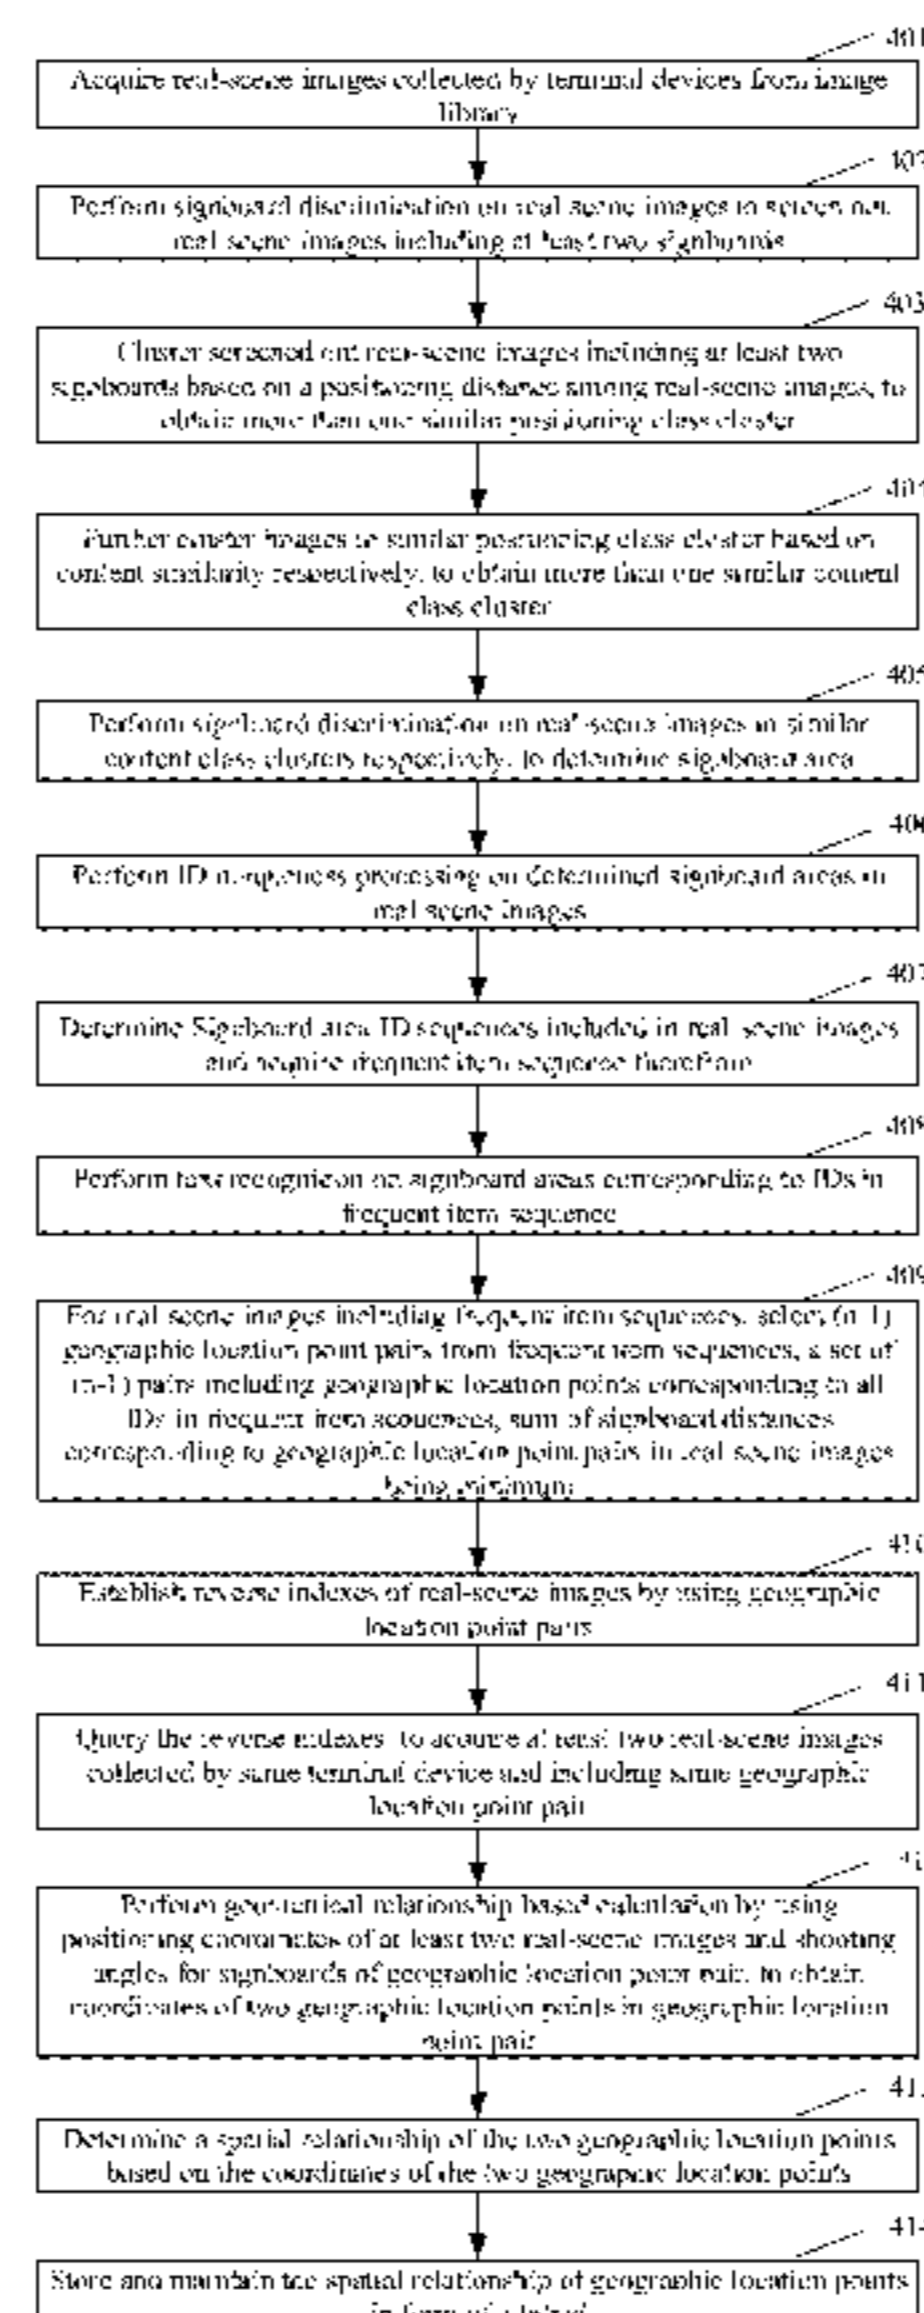 401
Acquire real-scene images collected by terminal devices from image
library
402
Perform signboard discrimination on real-scene images to screen out
real-scene images including at least two signboards
403
Cluster screened out real-scene images including at least two
signboards based on a positioning distance among real-scene images, to
obtain more than one similar positioning class cluster
404
Further cluster images in similar positioning class cluster based on
content similarity respectively, to obtain more than one similar content
class cluster
405
Perform signboard discrimination on real-scene images in similar
content class clusters respectively, to determine signboard area
406
Perform ID uniqueness processing on determined signboard areas in
real-scene images
407
Determine Signboard area ID sequences included in real-scene images
and acquire frequent item sequence therefrom
408
Perform text recognition on signboard areas corresponding to IDs in
frequent item sequence
409
For real-scene images including frequent item sequences, select (n-1)
geographic location point pairs from frequent item sequences, a set of
(n-1) pairs including geographic location points corresponding to all
IDs in frequent item sequences, sum of signboard distances
corresponding to geographic location point pairs in real-scene images
being minimum
410
Establish reverse indexes of real-scene images by using geographic
location point pairs
411
Query the reverse indexes to acquire at least two real-scene images
collected by same terminal device and including same geographic
location point pair
Perform geometrical relationship based calculation by using
positioning coordinates of at least two real-scene images and shooting
angles for signboards of geographic location point pair, to obtain
coordinates of two geographic location points in geographic location
point pair
Determine a spatial relationship of the two geographic location points
based on the coordinates of the two geographic location points
Store and maintain the spatial relationship of geographic location points